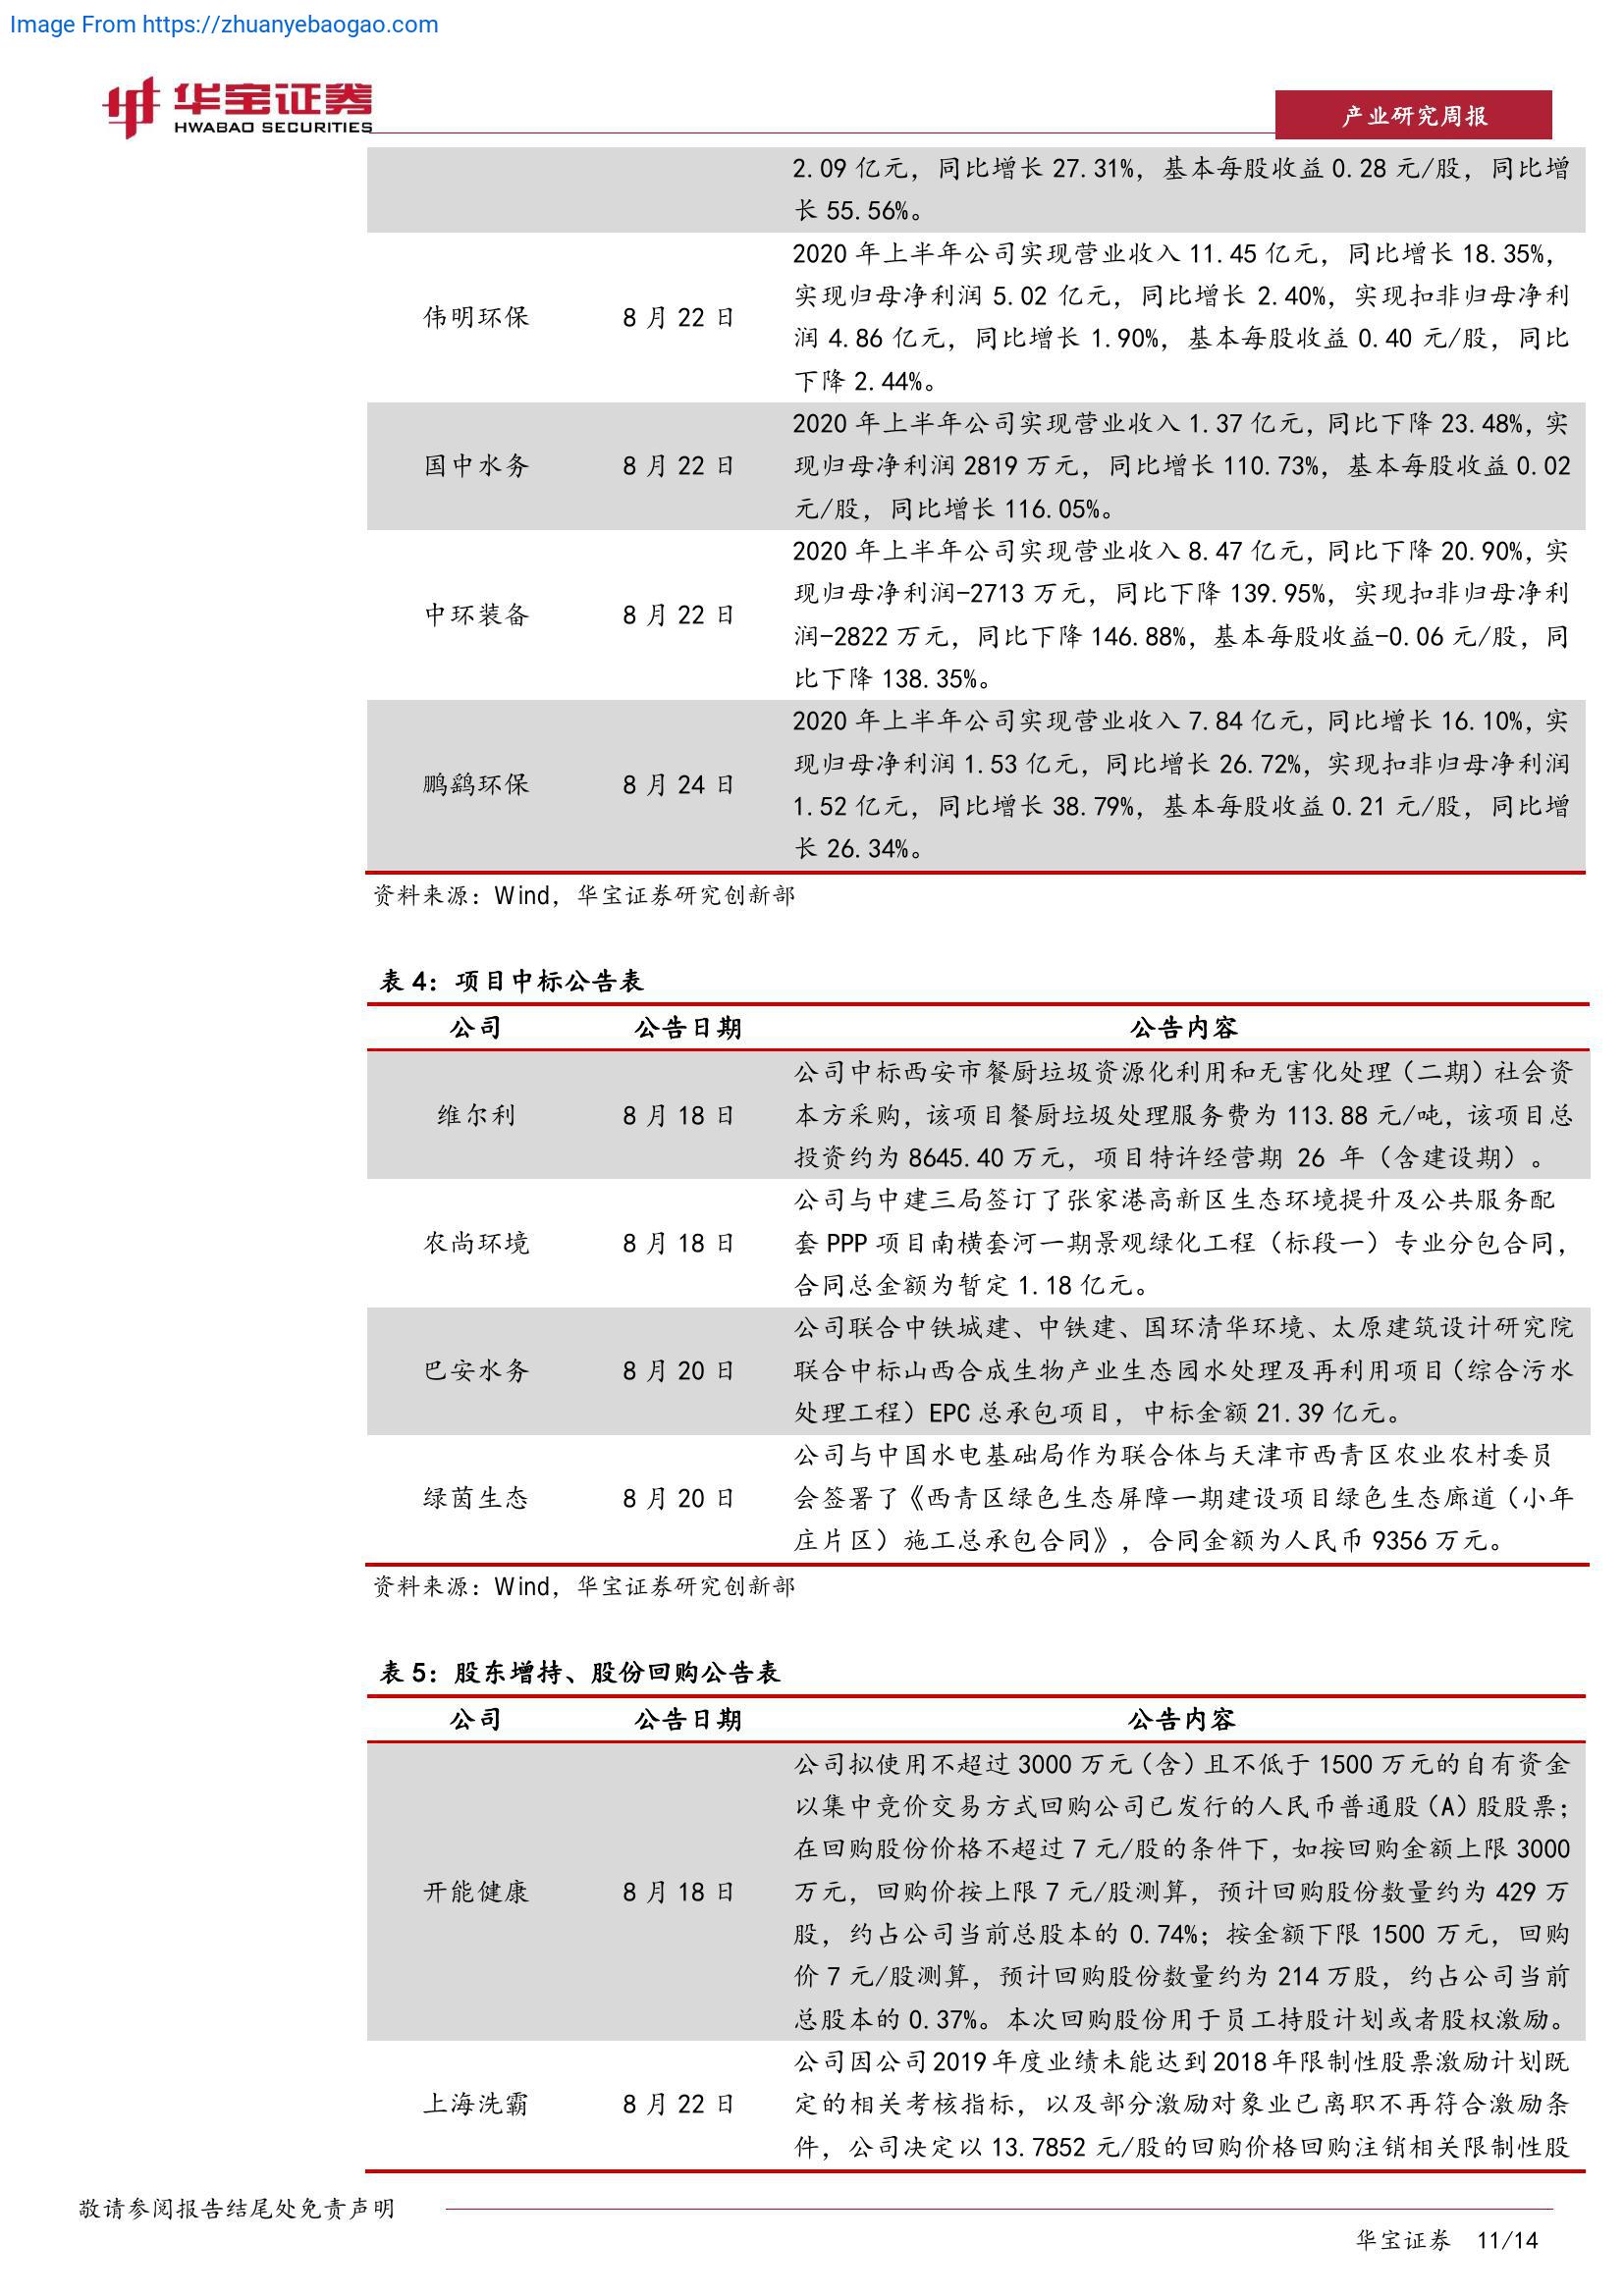 Image From https://zhuanyebaogao.com
华宝证券
HWABAO SECURITIES
产业研究周报
2.09 亿元，同比增长 27.31%，基本每股收益 0.28 元/股，同比增
长 55.56%。
2020 年上半年公司实现营业收入 11.45 亿元，同比增长 18.35%，
实现归母净利润 5.02 亿元，同比增长 2.40%，实现扣非归母净利
伟明环保 8 月 22 日
润 4.86 亿元，同比增长 1.90%，基本每股收益 0.40 元/股，同比
下降 2.44%。
2020 年上半年公司实现营业收入 1.37 亿元，同比下降 23.48%，实
国中水务 8 月 22 日 现归母净利润 2819 万元，同比增长 110.73%，基本每股收益 0.02
元/股，同比增长 116.05%。
2020 年上半年公司实现营业收入 8.47 亿元，同比下降 20.90%，实
现归母净利润-2713 万元，同比下降 139.95%，实现扣非归母净利
中环装备 8 月 22 日
润-2822 万元，同比下降 146.88%，基本每股收益-0.06 元/股，同
比下降 138.35%。
2020 年上半年公司实现营业收入 7.84 亿元，同比增长 16.10%，实
现归母净利润 1.53 亿元，同比增长 26.72%，实现扣非归母净利润
鹏鹞环保 8 月 24 日
1.52 亿元，同比增长 38.79%，基本每股收益 0.21 元/股，同比增
长 26.34%。
资料来源：Wind，华宝证券研究创新部
表 4：项目中标公告表
公司 公告日期 公告内容
公司中标西安市餐厨垃圾资源化利用和无害化处理（二期）社会资
维尔利 8 月 18 日 本方采购，该项目餐厨垃圾处理服务费为 113.88 元/吨，该项目总
投资约为 8645.40 万元，项目特许经营期 26 年（含建设期）。
公司与中建三局签订了张家港高新区生态环境提升及公共服务配
农尚环境 8 月 18 日 套 PPP 项目南横套河一期景观绿化工程（标段一）专业分包合同，
合同总金额为暂定 1.18 亿元。
公司联合中铁城建、中铁建、国环清华环境、太原建筑设计研究院
巴安水务 8 月 20 日 联合中标山西合成生物产业生态园水处理及再利用项目（综合污水
处理工程）EPC 总承包项目，中标金额 21.39 亿元。
公司与中国水电基础局作为联合体与天津市西青区农业农村委员
绿茵生态 8 月 20 日 会签署了《西青区绿色生态屏障一期建设项目绿色生态廊道（小年
庄片区）施工总承包合同》，合同金额为人民币 9356 万元。
资料来源：Wind，华宝证券研究创新部
表 5：股东增持、股份回购公告表
公司 公告日期 公告内容
公司拟使用不超过 3000 万元（含）且不低于 1500 万元的自有资金
以集中竞价交易方式回购公司已发行的人民币普通股（A）股股票；
在回购股份价格不超过 7 元/股的条件下，如按回购金额上限 3000
开能健康 8 月 18 日 万元，回购价按上限 7 元/股测算，预计回购股份数量约为 429 万
股，约占公司当前总股本的 0.74%；按金额下限 1500 万元，回购
价 7 元/股测算，预计回购股份数量约为 214 万股，约占公司当前
总股本的 0.37%。本次回购股份用于员工持股计划或者股权激励。
公司因公司 2019 年度业绩未能达到 2018 年限制性股票激励计划既
上海洗霸 8 月 22 日 定的相关考核指标，以及部分激励对象业已离职不再符合激励条
件，公司决定以 13.7852 元/股的回购价格回购注销相关限制性股
敬请参阅报告结尾处免责声明
华宝证券 11/14